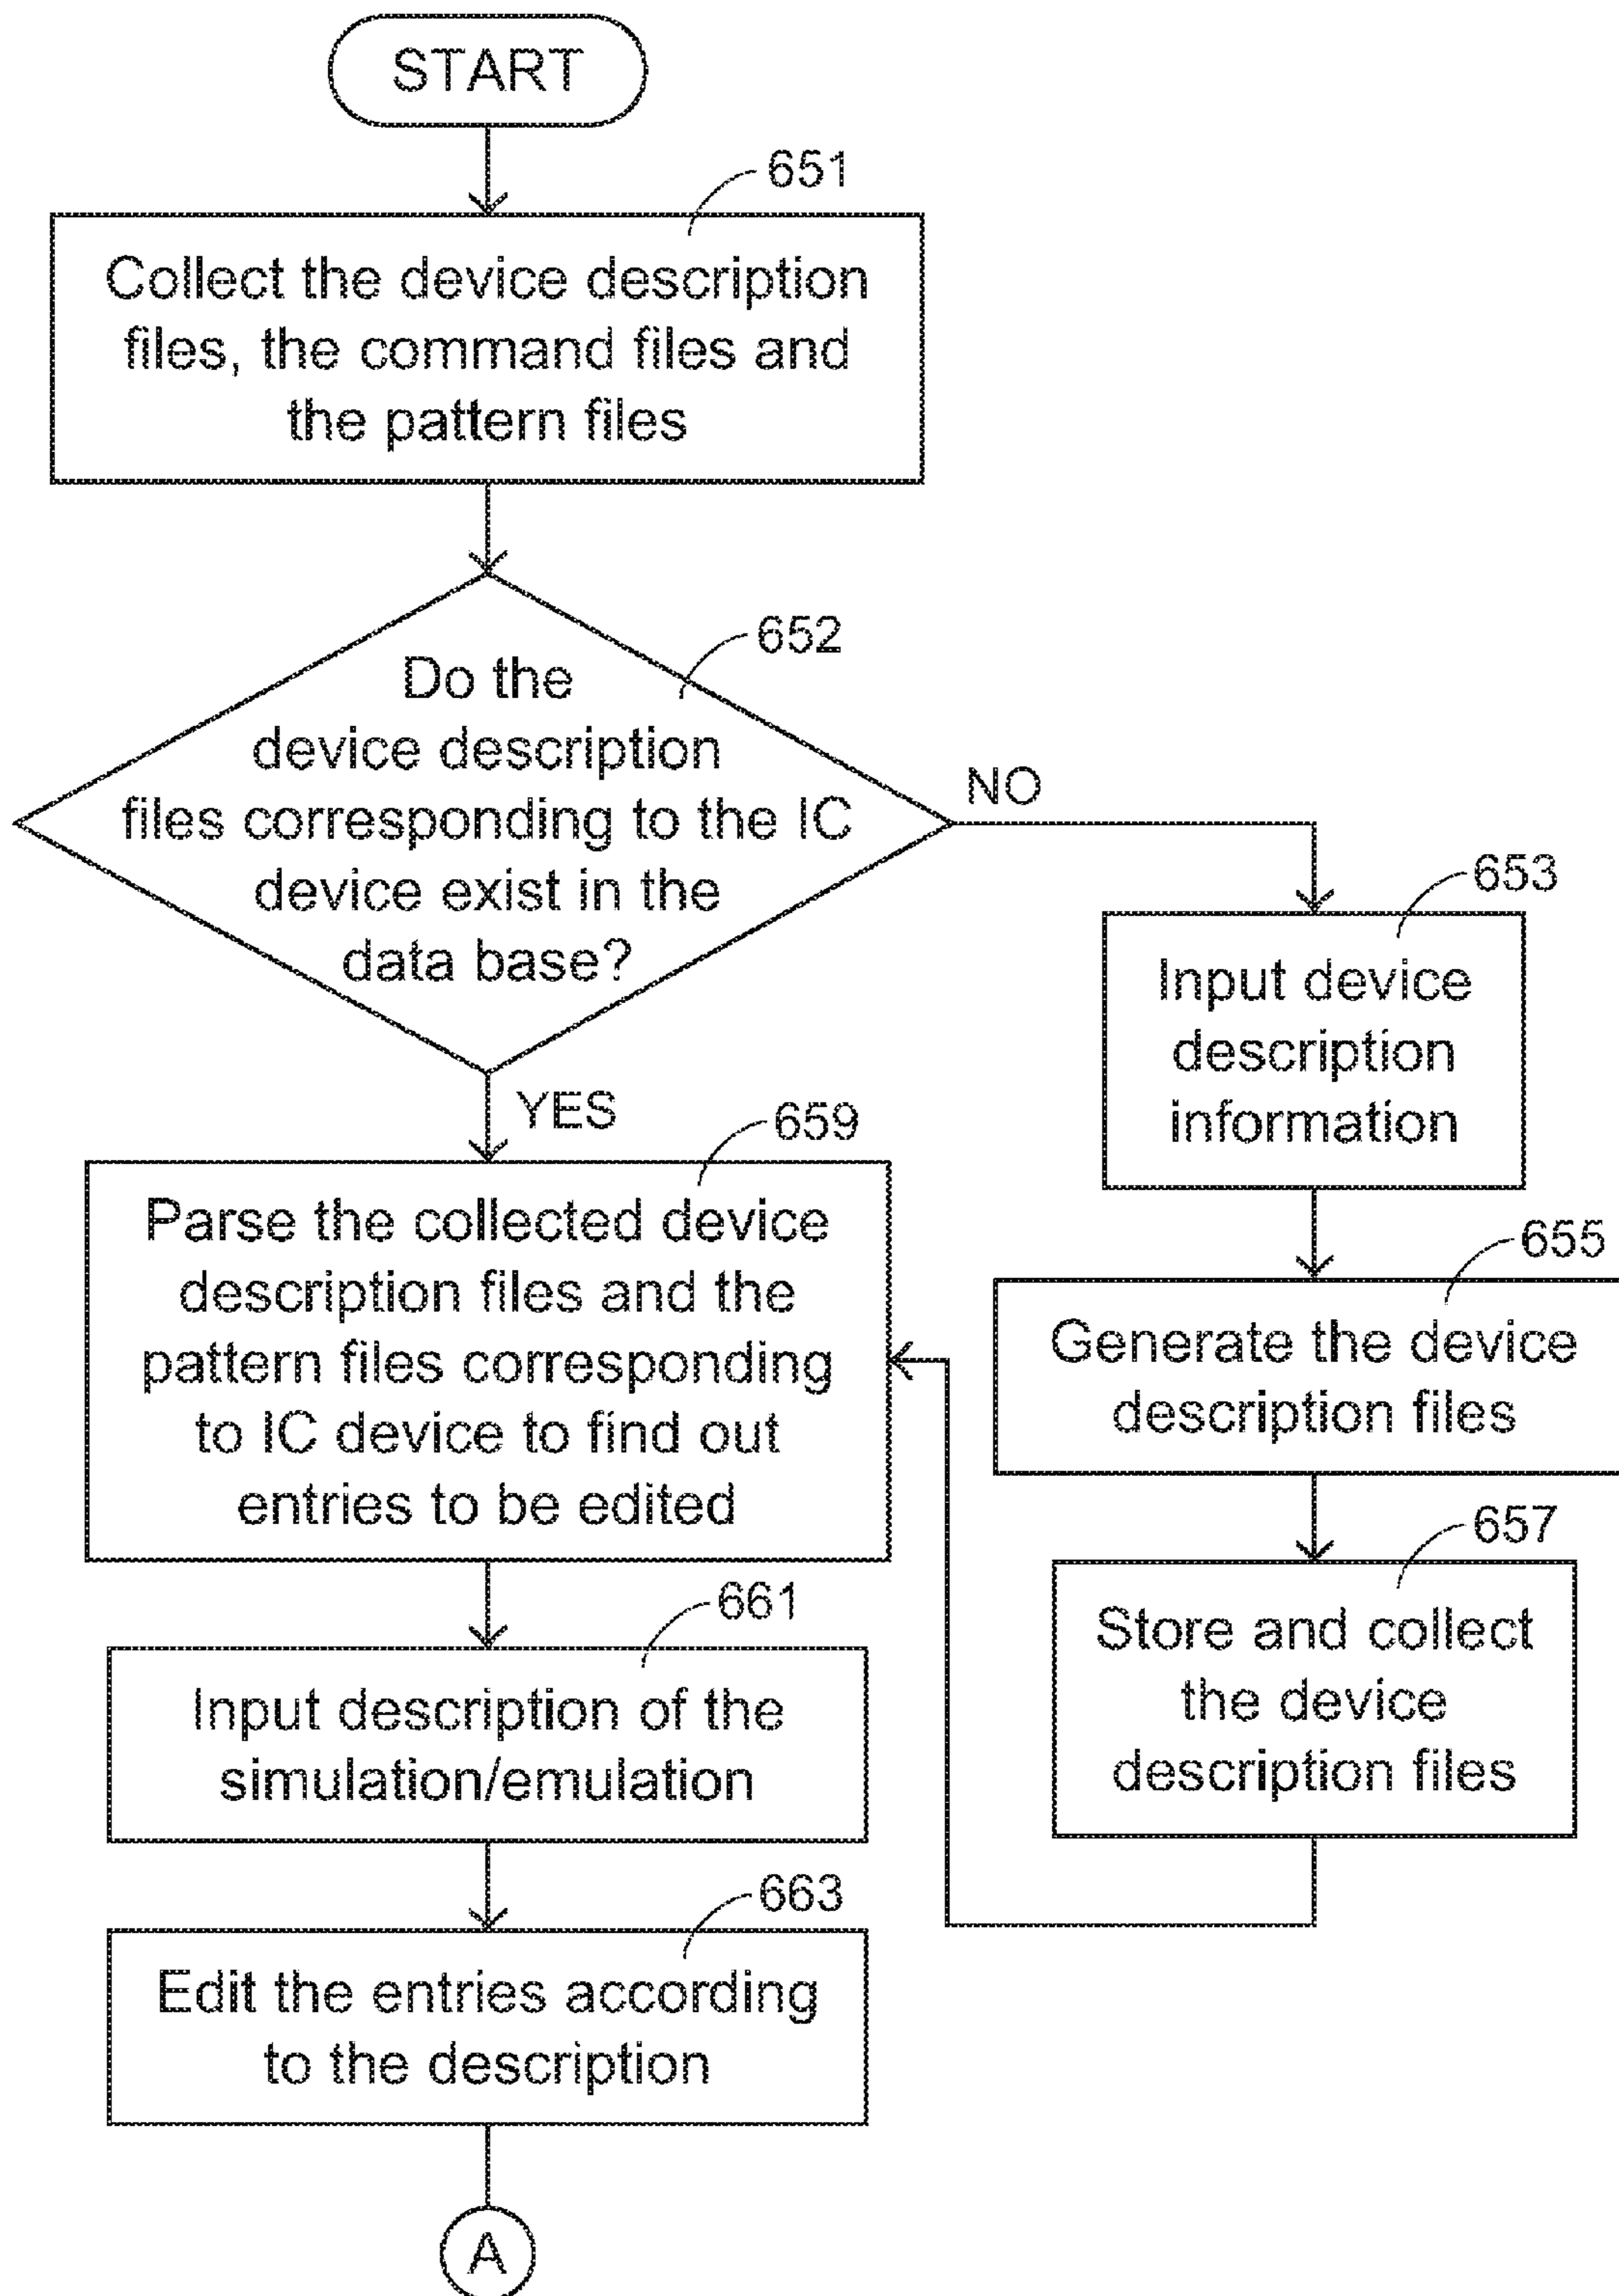 START
651
Collect the device description
files, the command files and
the pattern files
652
Do the
device description
files corresponding to the IC
device exist in the
data base?
NO
YES
653
Input device
description
information
655
Generate the device
description files
657
Store and collect
the device
description files
659
Parse the collected device
description files and the
pattern files corresponding
to IC device to find out
entries to be edited
661
Input description of the
simulation/emulation
663
Edit the entries according
to the description
A